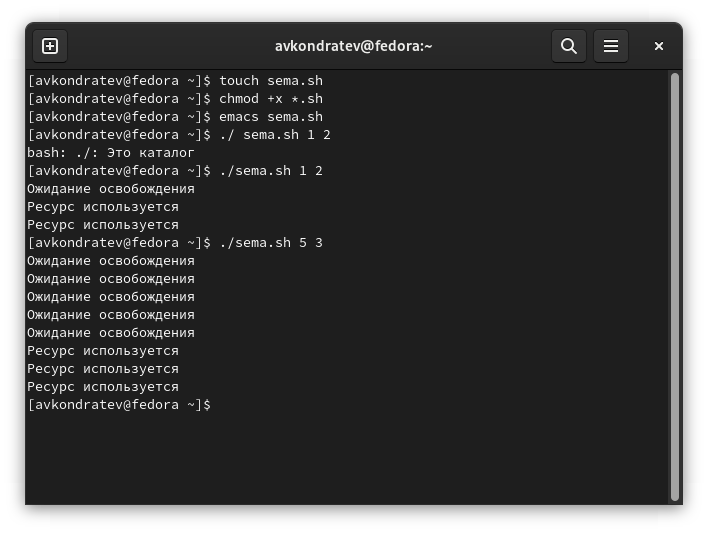 avkondratev@fedora:~
[avkondratev@fedora ~]$ touch sema.sh
[avkondratev@fedora ~]$ chmod +x *.sh
[avkondratev@fedora ~]$ emacs sema.sh
[avkondratev@fedora ~]$ ./ sema.sh 1 2
bash: ./: Это каталог
[avkondratev@fedora ~]$ ./sema.sh 1 2
Ожидание освобождения
Ресурс используется
Ресурс используется
[avkondratev@fedora ~]$ ./sema.sh 5 3
Ожидание освобождения
Ожидание освобождения
Ожидание освобождения
Ожидание освобождения
Ожидание освобождения
Ресурс используется
Ресурс используется
Ресурс используется
[avkondratev@fedora ~]$